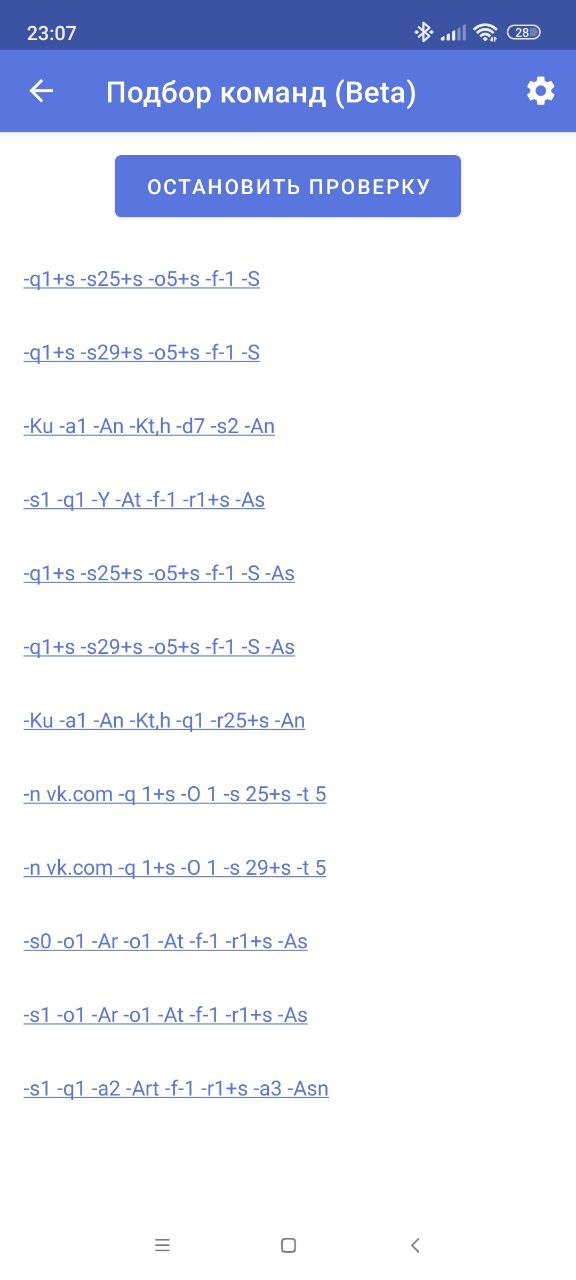 23:07
28
Подбор команд (Beta)
ОСТАНОВИТЬ ПРОВЕРКУ
-q1+s -s25+s -o5+s -f-1 -S
-q1+s -s29+s -o5+s -f-1 -S
-Ku -a1 -An -Kt,h -d7 -s2 -An
-s1 -q1 -Y -At -f-1 -r1+s -As
-q1+s -s25+s -o5+s -f-1 -S -As
-q1+s -s29+s -o5+s -f-1 -S -As
-Ku -a1 -An -Kt,h -q1 -r25+s -An
-n vk.com -q 1+s -O 1 -s 25+s -t 5
-n vk.com -q 1+s -O 1 -s 29+s -t 5
-s0 -o1 -Ar -o1 -At -f-1 -r1+s -As
-s1 -o1 -Ar -o1 -At -f-1 -r1+s -As
-s1 -q1 -a2 -Art -f-1 -r1+s -a3 -Asn